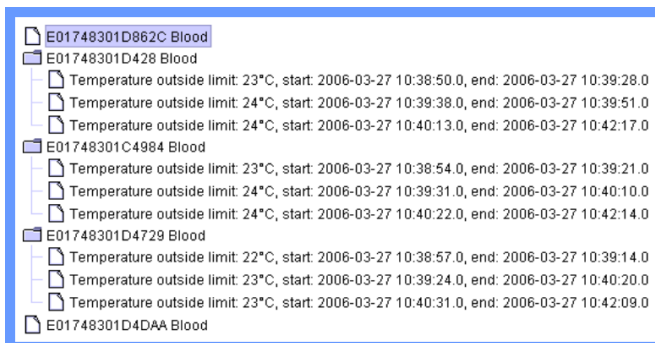 E01748301D862C Blood
E01748301D428 Blood
Temperature outside limit: 23°C, start: 2006-03-27 10:38:50.0, end: 2006-03-27 10:39:28.0
Temperature outside limit: 24°C, start: 2006-03-27 10:39:38.0, end: 2006-03-27 10:39:51.0
Temperature outside limit: 24°C, start: 2006-03-27 10:40:13.0, end: 2006-03-27 10:42:17.0
E01748301C4984 Blood
Temperature outside limit: 23°C, start: 2006-03-27 10:38:54.0, end: 2006-03-27 10:39:21.0
Temperature outside limit: 24°C, start: 2006-03-27 10:39:31.0, end: 2006-03-27 10:40:10.0
Temperature outside limit: 24°C, start: 2006-03-27 10:40:22.0, end: 2006-03-27 10:42:14.0
E01748301D4729 Blood
Temperature outside limit: 22°C, start: 2006-03-27 10:38:57.0, end: 2006-03-27 10:39:14.0
Temperature outside limit: 23°C, start: 2006-03-27 10:39:24.0, end: 2006-03-27 10:40:20.0
Temperature outside limit: 23°C, start: 2006-03-27 10:40:31.0, end: 2006-03-27 10:42:09.0
E01748301D4DAA Blood